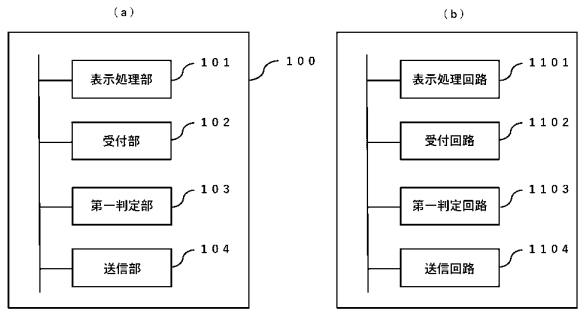 （a）
１０１
１００
表示処理部
１０２
受付部
１０３
第一判定部
１０４
送信部
（b）
１１０１
表示処理回路
１１０２
受付回路
１１０３
第一判定回路
１１０４
送信回路